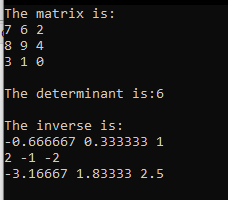 The matrix is:
7 6 2
8 9 4
3 1 0
The determinant is:6
The inverse is:
-0.666667 0.333333 1
2 -1 -2
-3.16667 1.83333 2.5